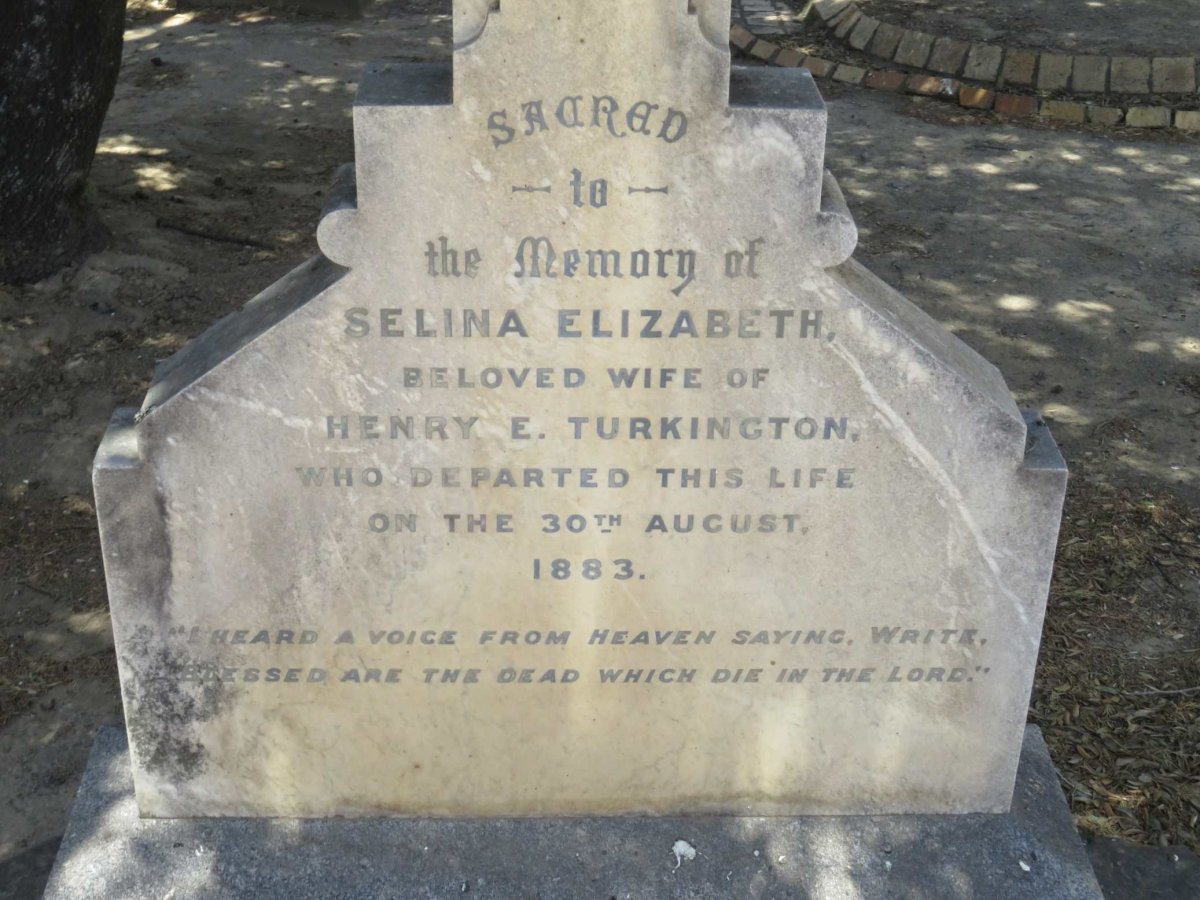 SACRED
to
the Memory of
SELINA ELIZABETH,
BELOVED WIFE OF
HENRY E. TURKINGTON,
WHO DEPARTED THIS LIFE
ON THE 30TH AUGUST,
1883.
"I HEARD A VOICE FROM HEAVEN SAYING, WRITE,
BLESSED ARE THE DEAD WHICH DIE IN THE LORD."